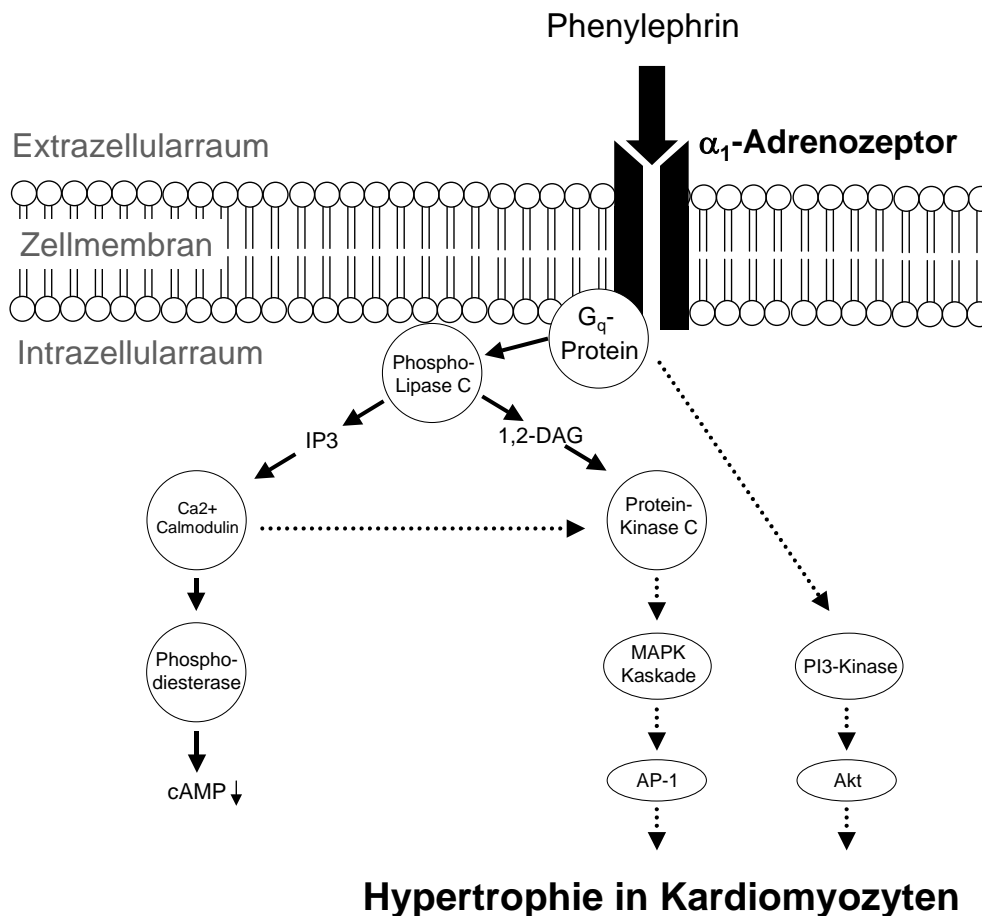 Phenylephrin
Extrazellularraum
α₁-Adrenozeptor
Zellmembran
Intrazellularraum
Gq-
Protein
Phospho-
Lipase C
IP3
1,2-DAG
Ca2+
Calmodulin
Protein-
Kinase C
Phospho-
diesterase
MAPK
Kaskade
PI3-Kinase
cAMP↓
AP-1
Akt
Hypertrophie in Kardiomyozyten